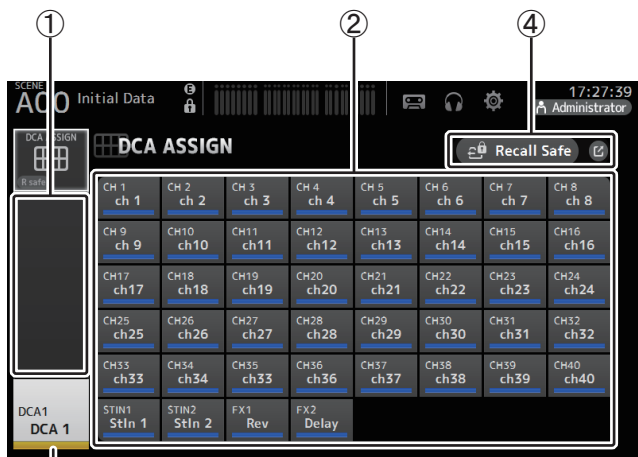 ① ② ④
SCENE
A00 Initial Data E 17:27:39
Administrator
DCA ASSIGN
R safe
DCA ASSIGN
Recall Safe
CH 1 CH 2 CH 3 CH 4 CH 5 CH 6 CH 7 CH 8
ch 1 ch 2 ch 3 ch 4 ch 5 ch 6 ch 7 ch 8
CH 9 CH10 CH11 CH12 CH13 CH14 CH15 CH16
ch 9 ch10 ch11 ch12 ch13 ch14 ch15 ch16
CH17 CH18 CH19 CH20 CH21 CH22 CH23 CH24
ch17 ch18 ch19 ch20 ch21 ch22 ch23 ch24
CH25 CH26 CH27 CH28 CH29 CH30 CH31 CH32
ch25 ch26 ch27 ch28 ch29 ch30 ch31 ch32
CH33 CH34 CH35 CH36 CH37 CH38 CH39 CH40
ch33 ch34 ch33 ch36 ch37 ch38 ch39 ch40
STIN1 STIN2 FX1 FX2
StIn 1 StIn 2 Rev Delay
DCA1
DCA 1